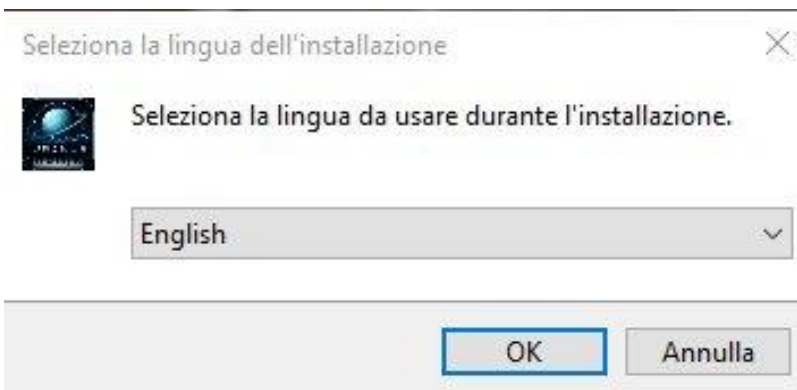 Seleziona la lingua dell'installazione
Seleziona la lingua da usare durante l'installazione.
English
OK
Annulla